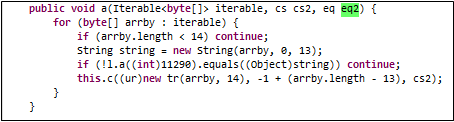 public void a(Iterable<byte[]> iterable, cs cs2, eq eq2) {
for (byte[] arrby : iterable) {
if (arrby.length < 14) continue;
String string = new String(arrby, 0, 13);
if (!l.a((int)11290).equals((Object)string)) continue;
this.c((ur)new tr(arrby, 14), -1 + (arrby.length - 13), cs2);
}
}